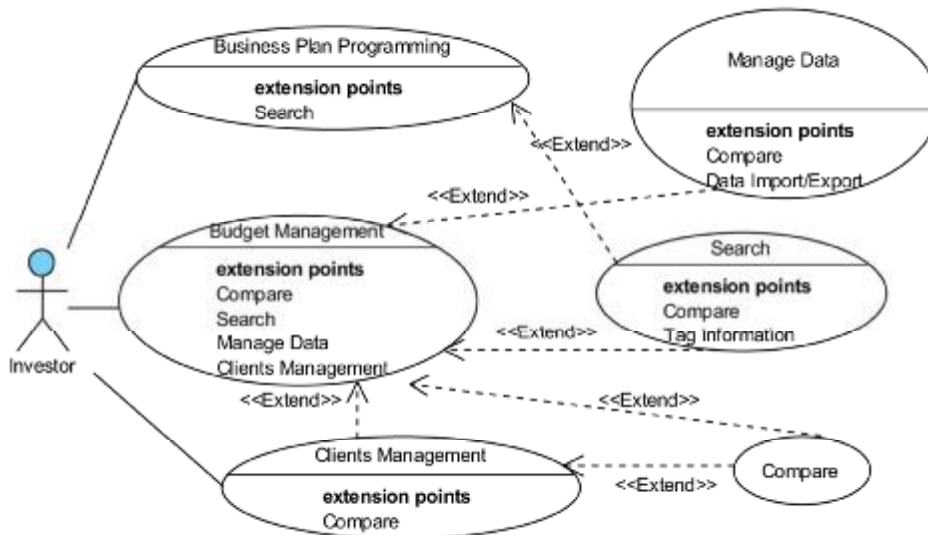 Business Plan Programming
extension points
Search
Manage Data
extension points
Compare
Data Import/Export
<<Extend>>
<<Extend>>
Budget Management
extension points
Compare
Search
Manage Data
Clients Management
Search
extension points
Compare
Tag Information
<<Extend>>
Investor
<<Extend>>
<<Extend>>
Clients Management
extension points
Compare
Compare
<<Extend>>